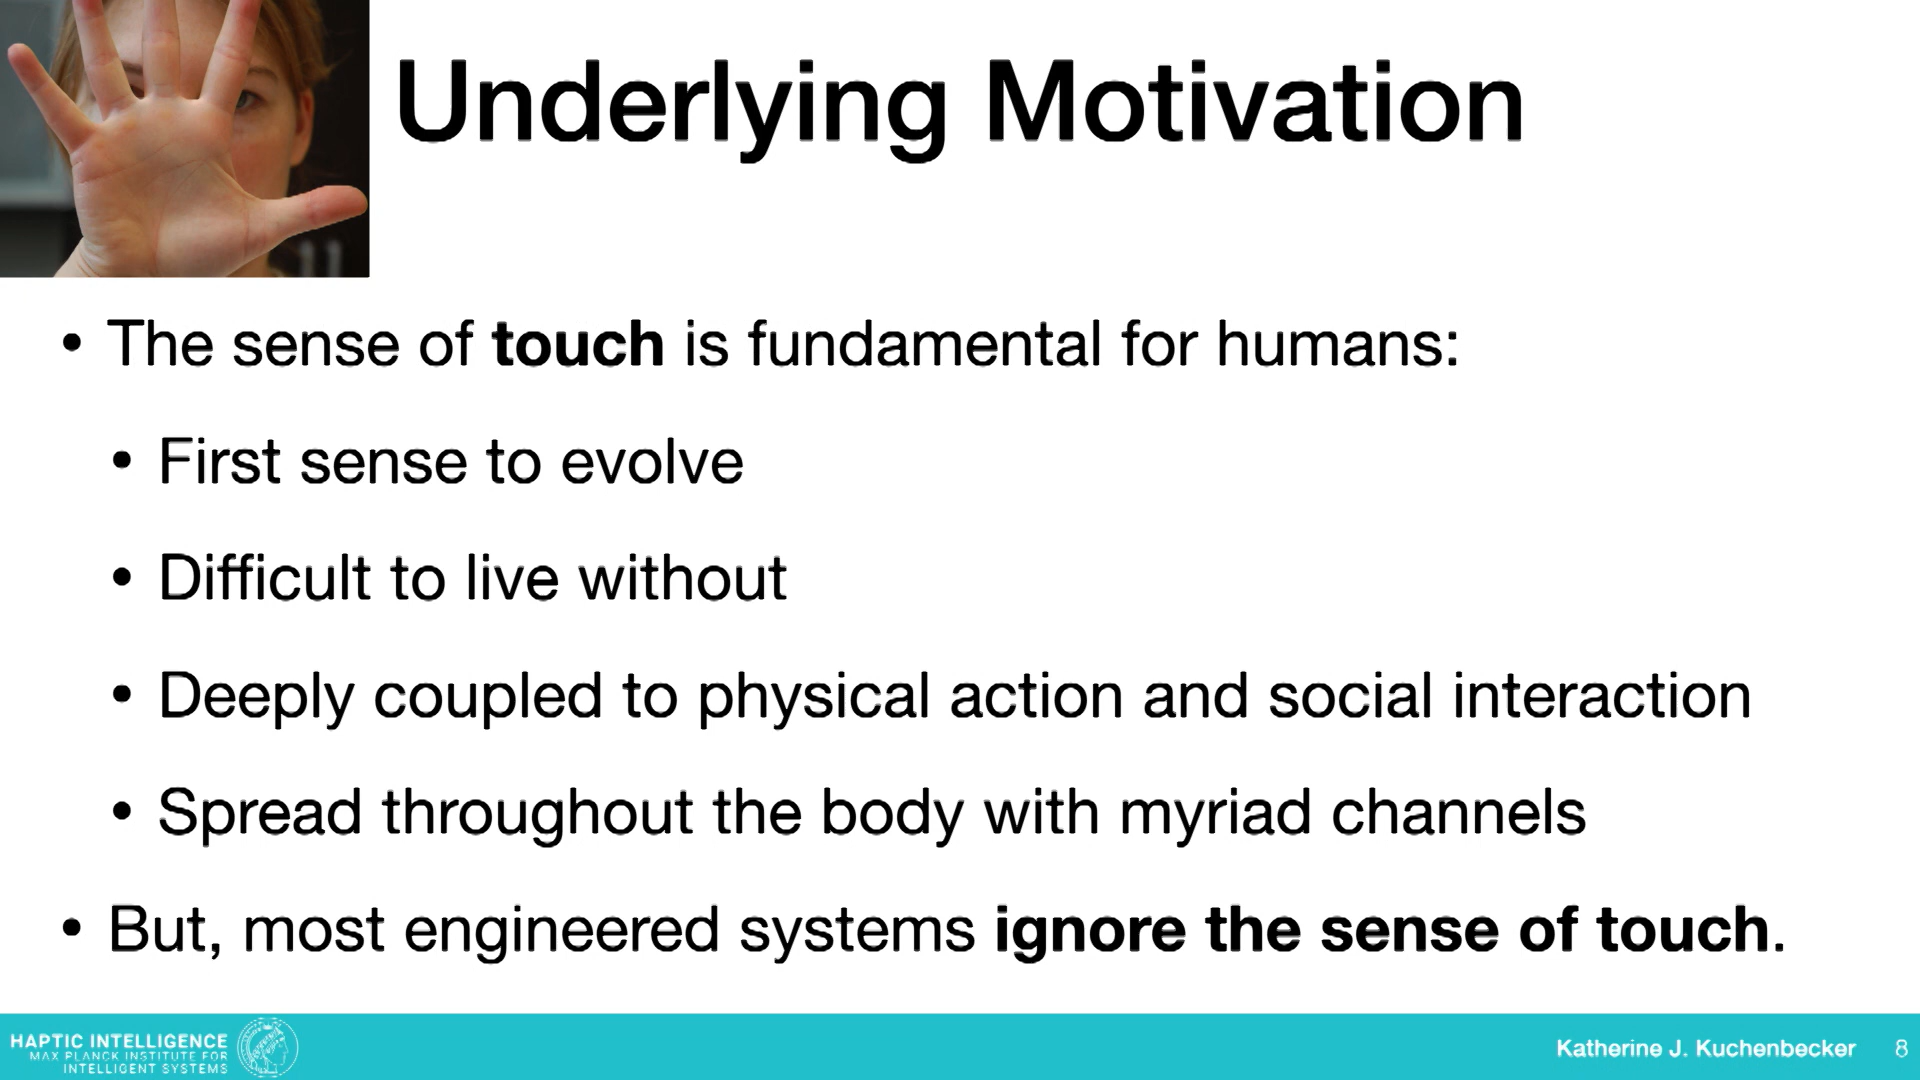 Underlying Motivation
• The sense of touch is fundamental for humans:
• First sense to evolve
• Difficult to live without
• Deeply coupled to physical action and social interaction
• Spread throughout the body with myriad channels
• But, most engineered systems ignore the sense of touch.
HAPTIC INTELLIGENCE
MAX PLANCK INSTITUTE FOR
INTELLIGENT SYSTEMS
Katherine J. Kuchenbecker 8